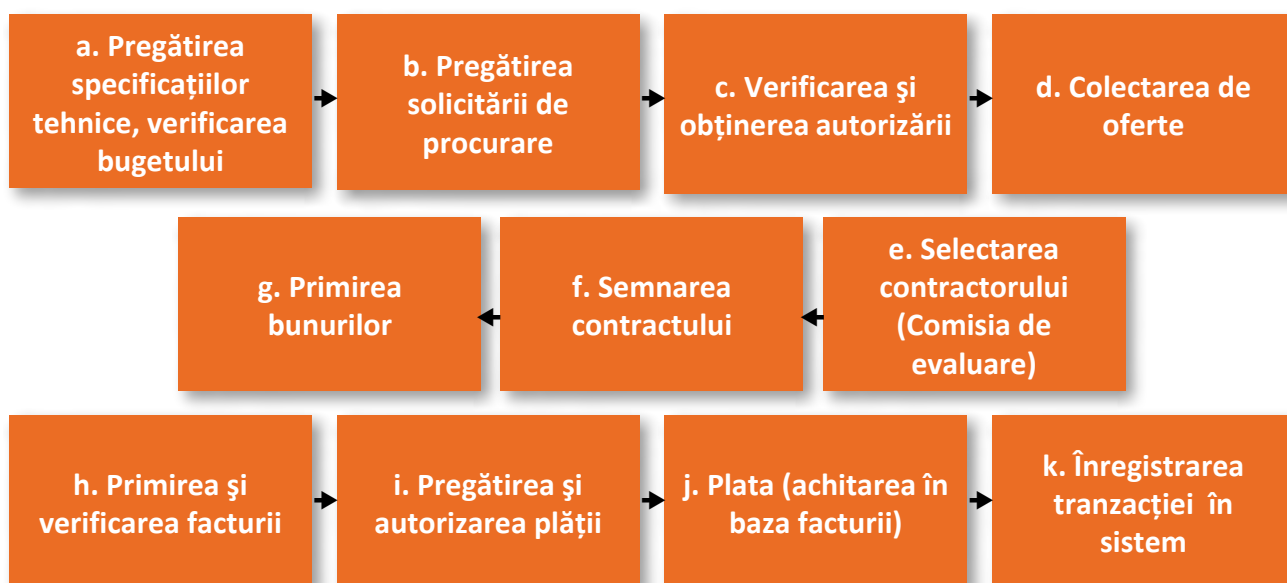 a. Pregătirea
specificațiilor
tehnice, verificarea
bugetului
b. Pregătirea
solicitării de
procurare
c. Verificarea şi
obținerea autorizării
d. Colectarea de
oferte
e. Selectarea
contractorului
(Comisia de
evaluare)
f. Semnarea
contractului
g. Primirea
bunurilor
h. Primirea şi
verificarea facturii
i. Pregătirea şi
autorizarea plății
j. Plata (achitarea în
baza facturii)
k. Înregistrarea
tranzacției în
sistem